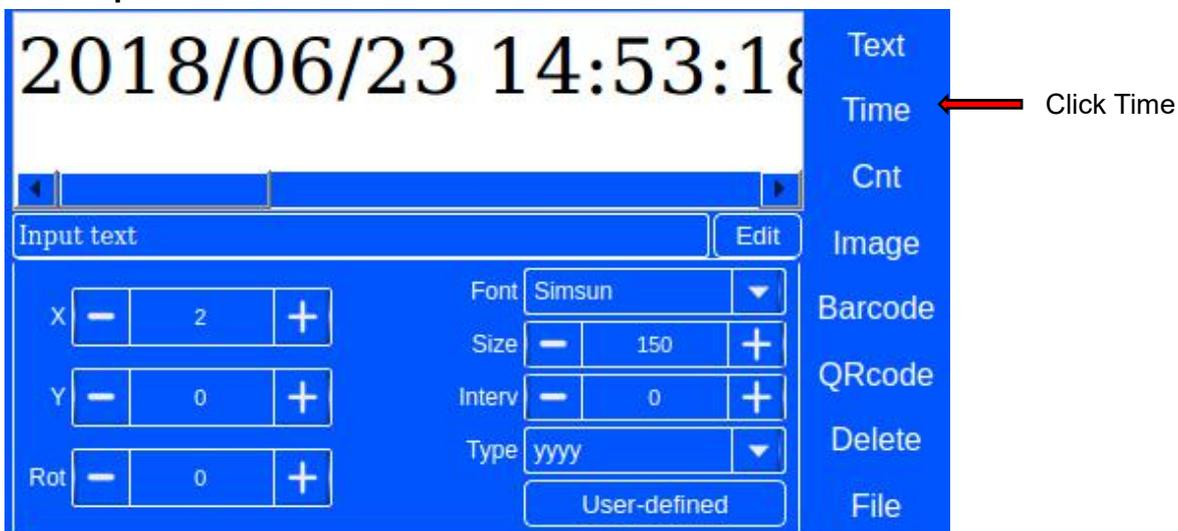 2018/06/23 14:53:18
Text
Time
Click Time
Cnt
Input text
Edit
Image
X
2
Font
Simsun
Barcode
Size
150
QRcode
Y
0
Interv
0
Type
yyyy
Delete
Rot
0
User-defined
File